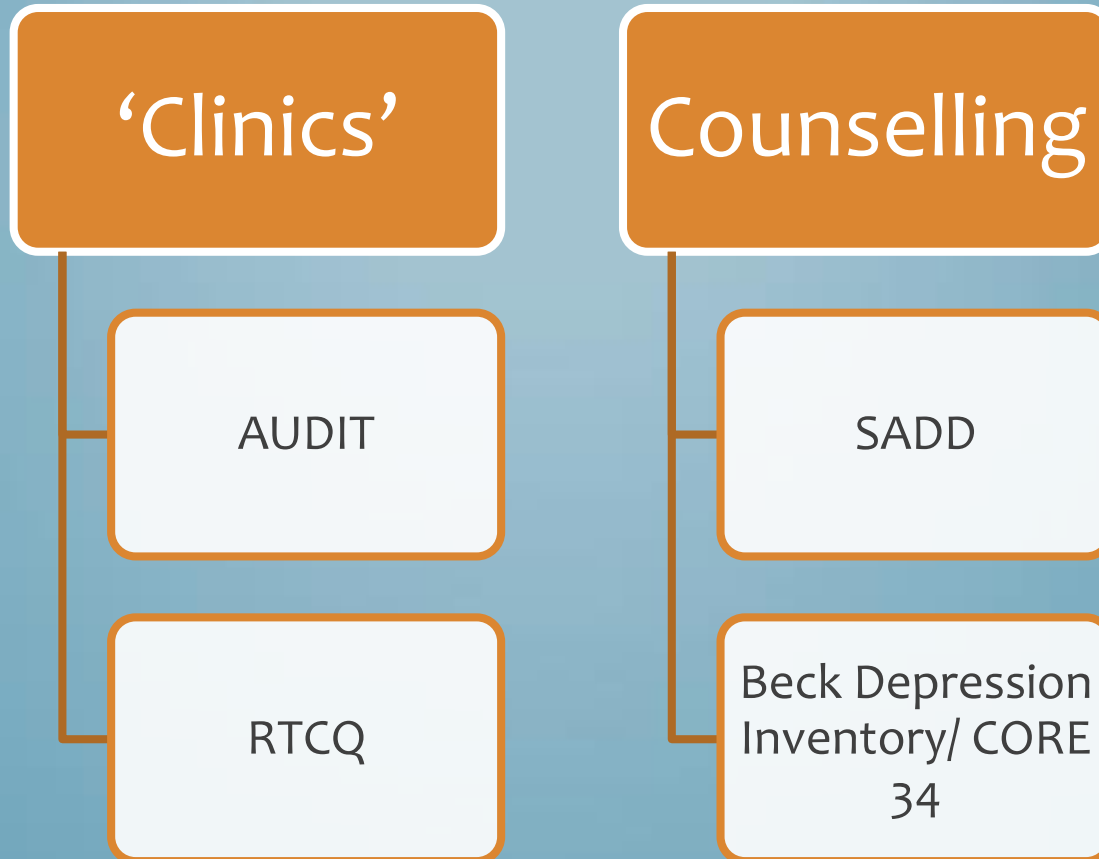 ‘Clinics’
AUDIT
RTCQ
Counselling
SADD
Beck Depression
Inventory/ CORE
34